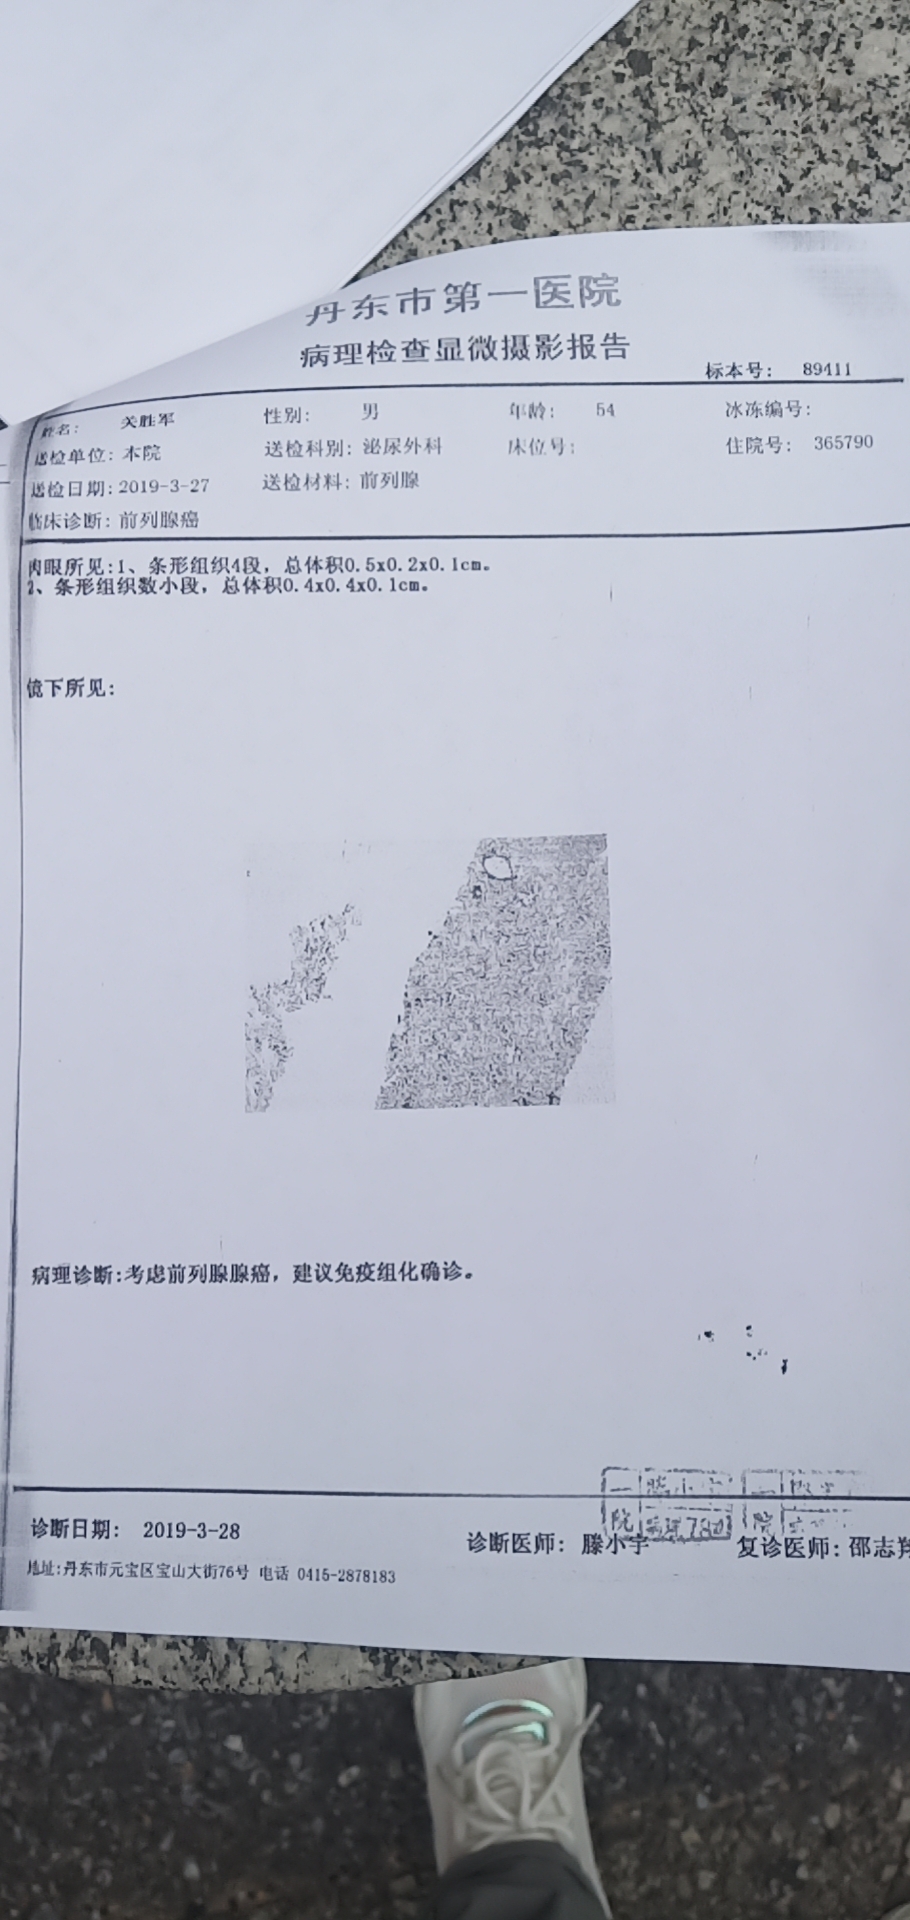 丹东市第一医院
病理检查显微摄影报告
标本号: 89411
姓名: 关胜军 性别: 男 年龄: 54 冰冻编号:
送检单位: 本院 送检科别: 泌尿外科 床位号: 住院号: 365790
送检日期: 2019-3-27 送检材料: 前列腺
临床诊断: 前列腺癌
肉眼所见:1、条形组织4段，总体积0.5x0.2x0.1cm。
2、条形组织数小段，总体积0.4x0.4x0.1cm。
镜下所见:
病理诊断:考虑前列腺腺癌，建议免疫组化确诊。
诊断日期: 2019-3-28
诊断医师: 滕小宇 复诊医师: 邵志翔
地址:丹东市元宝区宝山大街76号 电话 0415-2878183